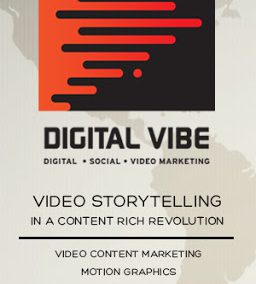 DIGITAL VIBE
DIGITAL • SOCIAL • VIDEO MARKETING
VIDEO STORYTELLING
IN A CONTENT RICH REVOLUTION
VIDEO CONTENT MARKETING
MOTION GRAPHICS